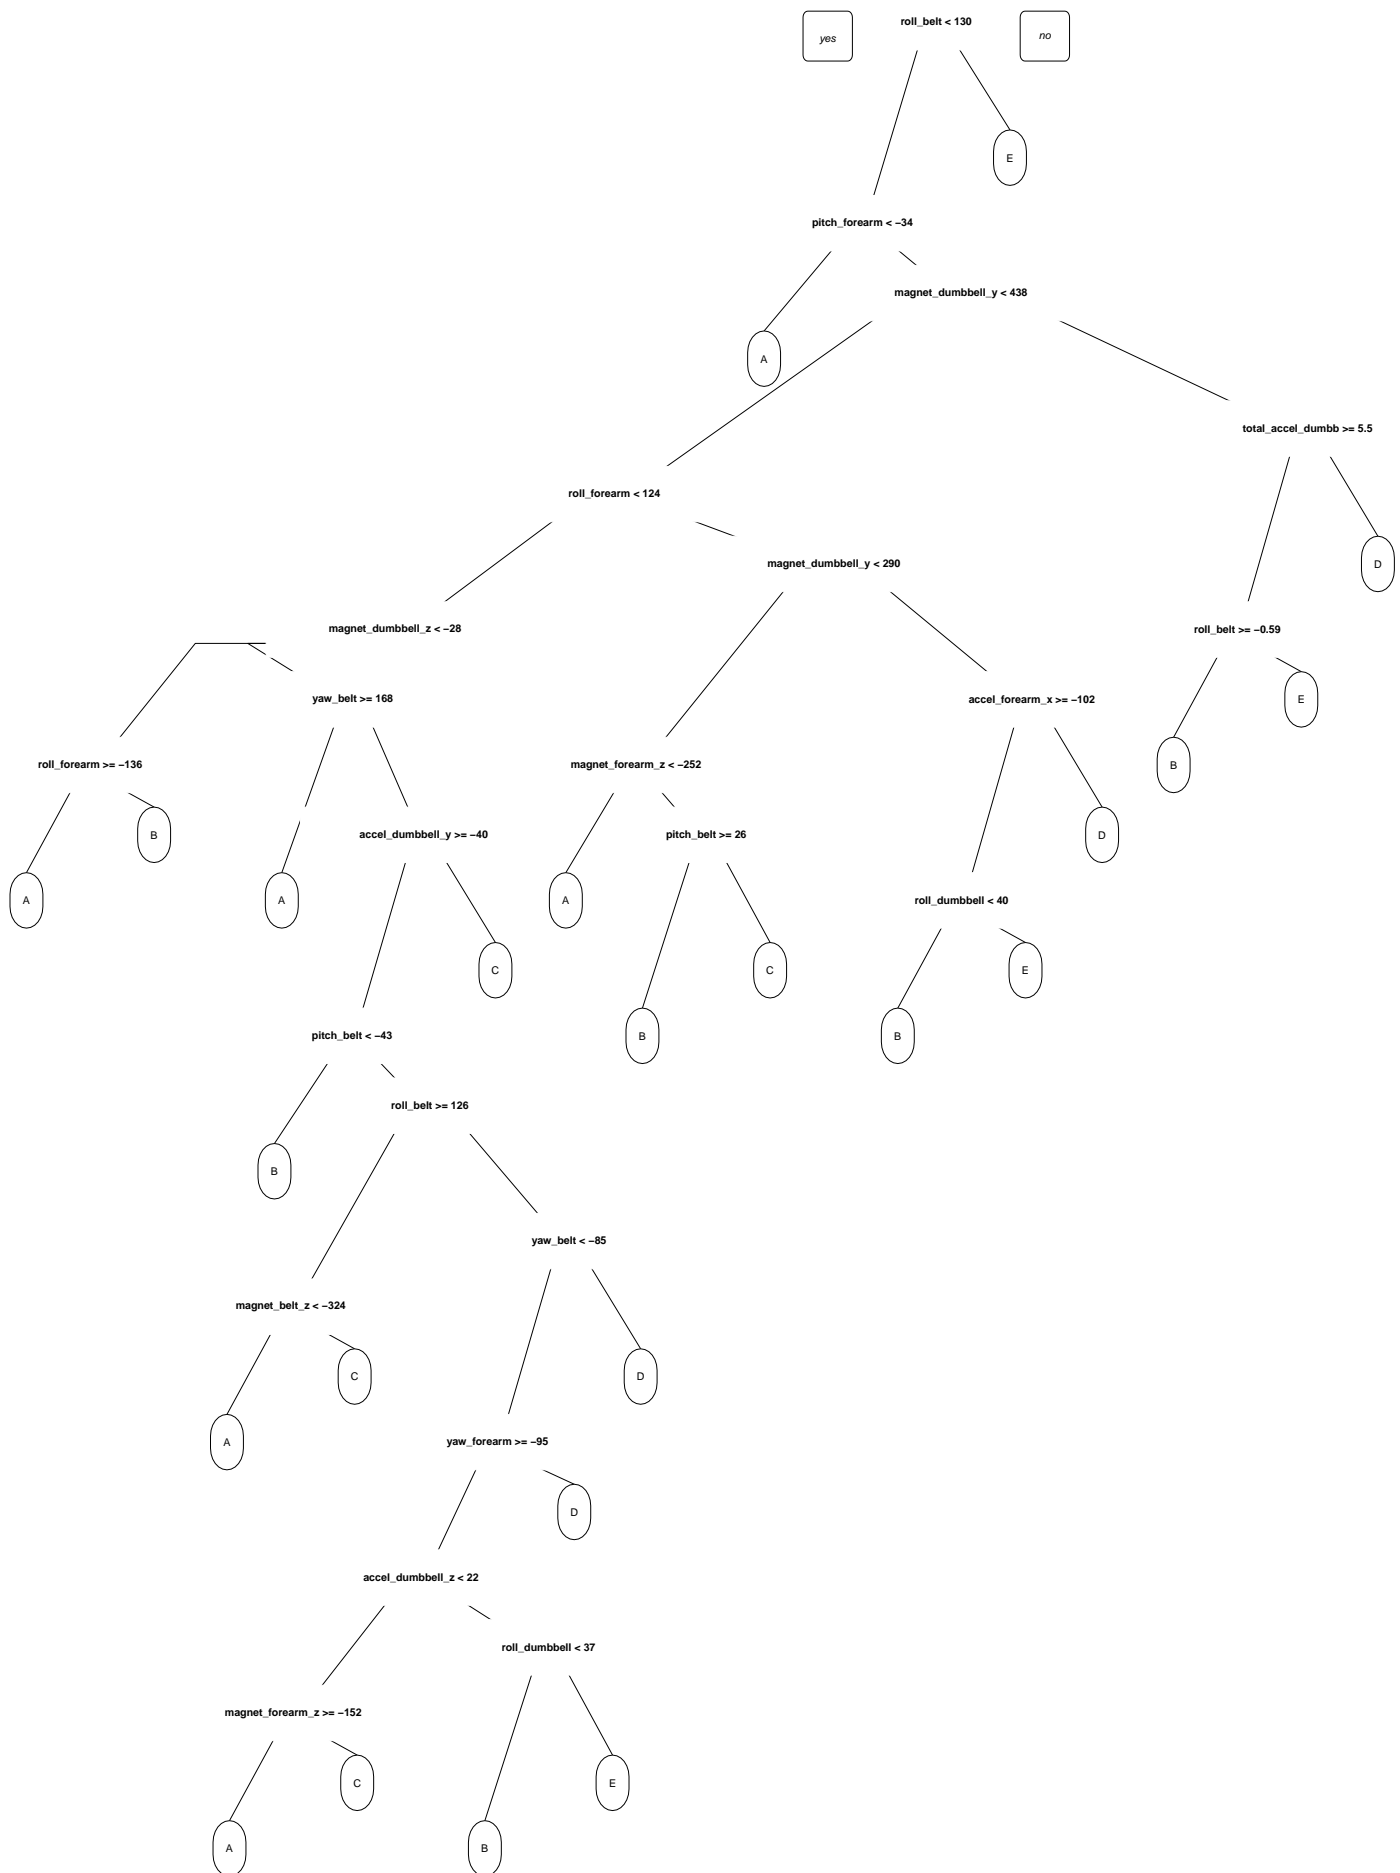 roll_belt < 130
yes
no
E
pitch_forearm < −34
magnet_dumbbell_y < 438
A
total_accel_dumbb >= 5.5
roll_forearm < 124
magnet_dumbbell_y < 290
D
magnet_dumbbell_z < −28
roll_belt >= −0.59
yaw_belt >= 168
accel_forearm_x >= −102
E
roll_forearm >= −136
magnet_forearm_z < −252
B
B
accel_dumbbell_y >= −40
pitch_belt >= 26
D
A
A
A
roll_dumbbell < 40
C
C
E
pitch_belt < −43
B
B
roll_belt >= 126
B
yaw_belt < −85
magnet_belt_z < −324
C
D
A
yaw_forearm >= −95
D
accel_dumbbell_z < 22
roll_dumbbell < 37
magnet_forearm_z >= −152
C
E
A
B